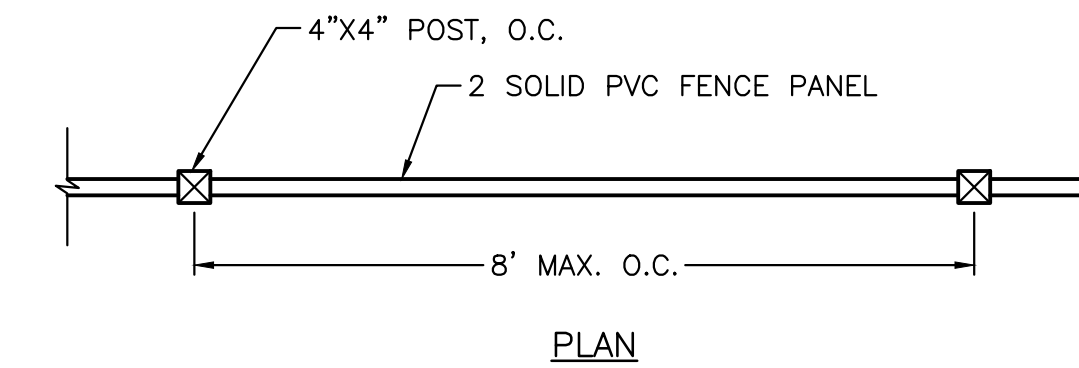 4"X4" POST, O.C.
2 SOLID PVC FENCE PANEL
8' MAX. O.C.
PLAN